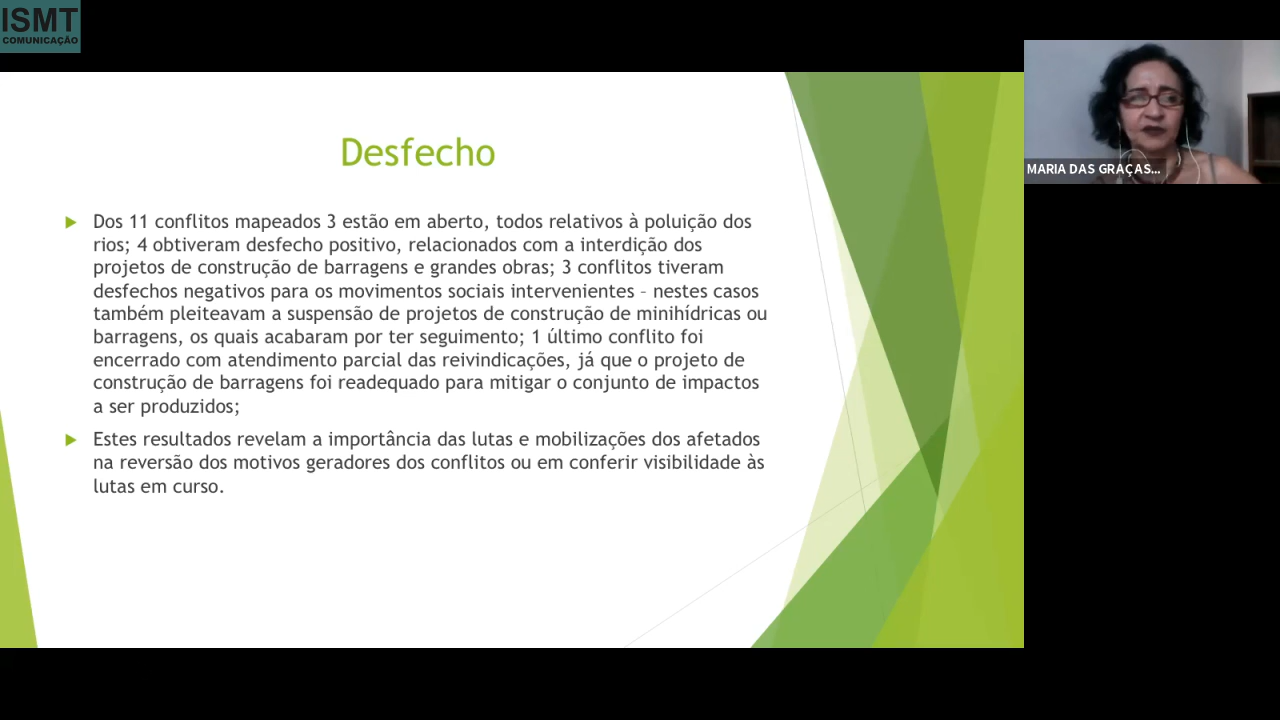 ISMT
COMUNICAÇÃO
MARIA DAS GRAÇAS...
Desfecho
Dos 11 conflitos mapeados 3 estão em aberto, todos relativos à poluição dos
rios; 4 obtiveram desfecho positivo, relacionados com a interdição dos
projetos de construção de barragens e grandes obras; 3 conflitos tiveram
desfechos negativos para os movimentos sociais intervenientes – nestes casos
também pleiteavam a suspensão de projetos de construção de minihídricas ou
barragens, os quais acabaram por ter seguimento; 1 último conflito foi
encerrado com atendimento parcial das reivindicações, já que o projeto de
construção de barragens foi readequado para mitigar o conjunto de impactos
a ser produzidos;
Estes resultados revelam a importância das lutas e mobilizações dos afetados
na reversão dos motivos geradores dos conflitos ou em conferir visibilidade às
lutas em curso.